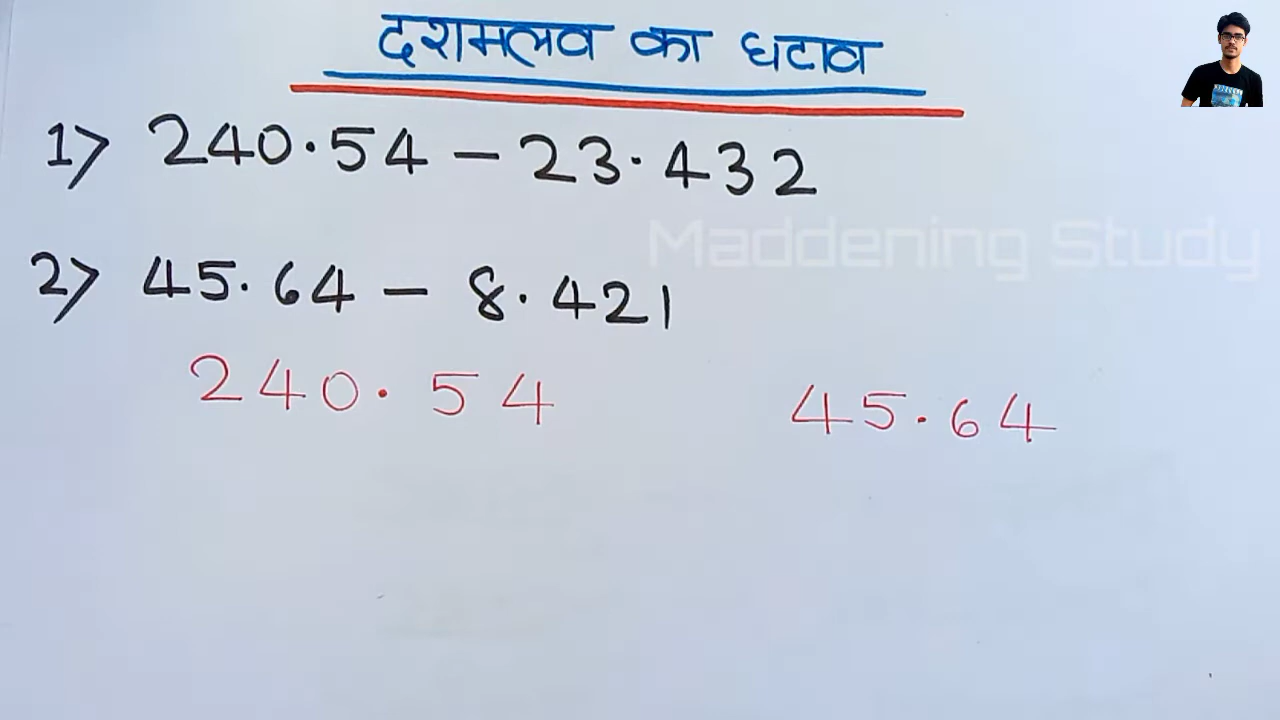 दशमलव का घटाव
1> 240.54 - 23.432
Maddening Study
2> 45.64 - 8.421
240.54
45.64